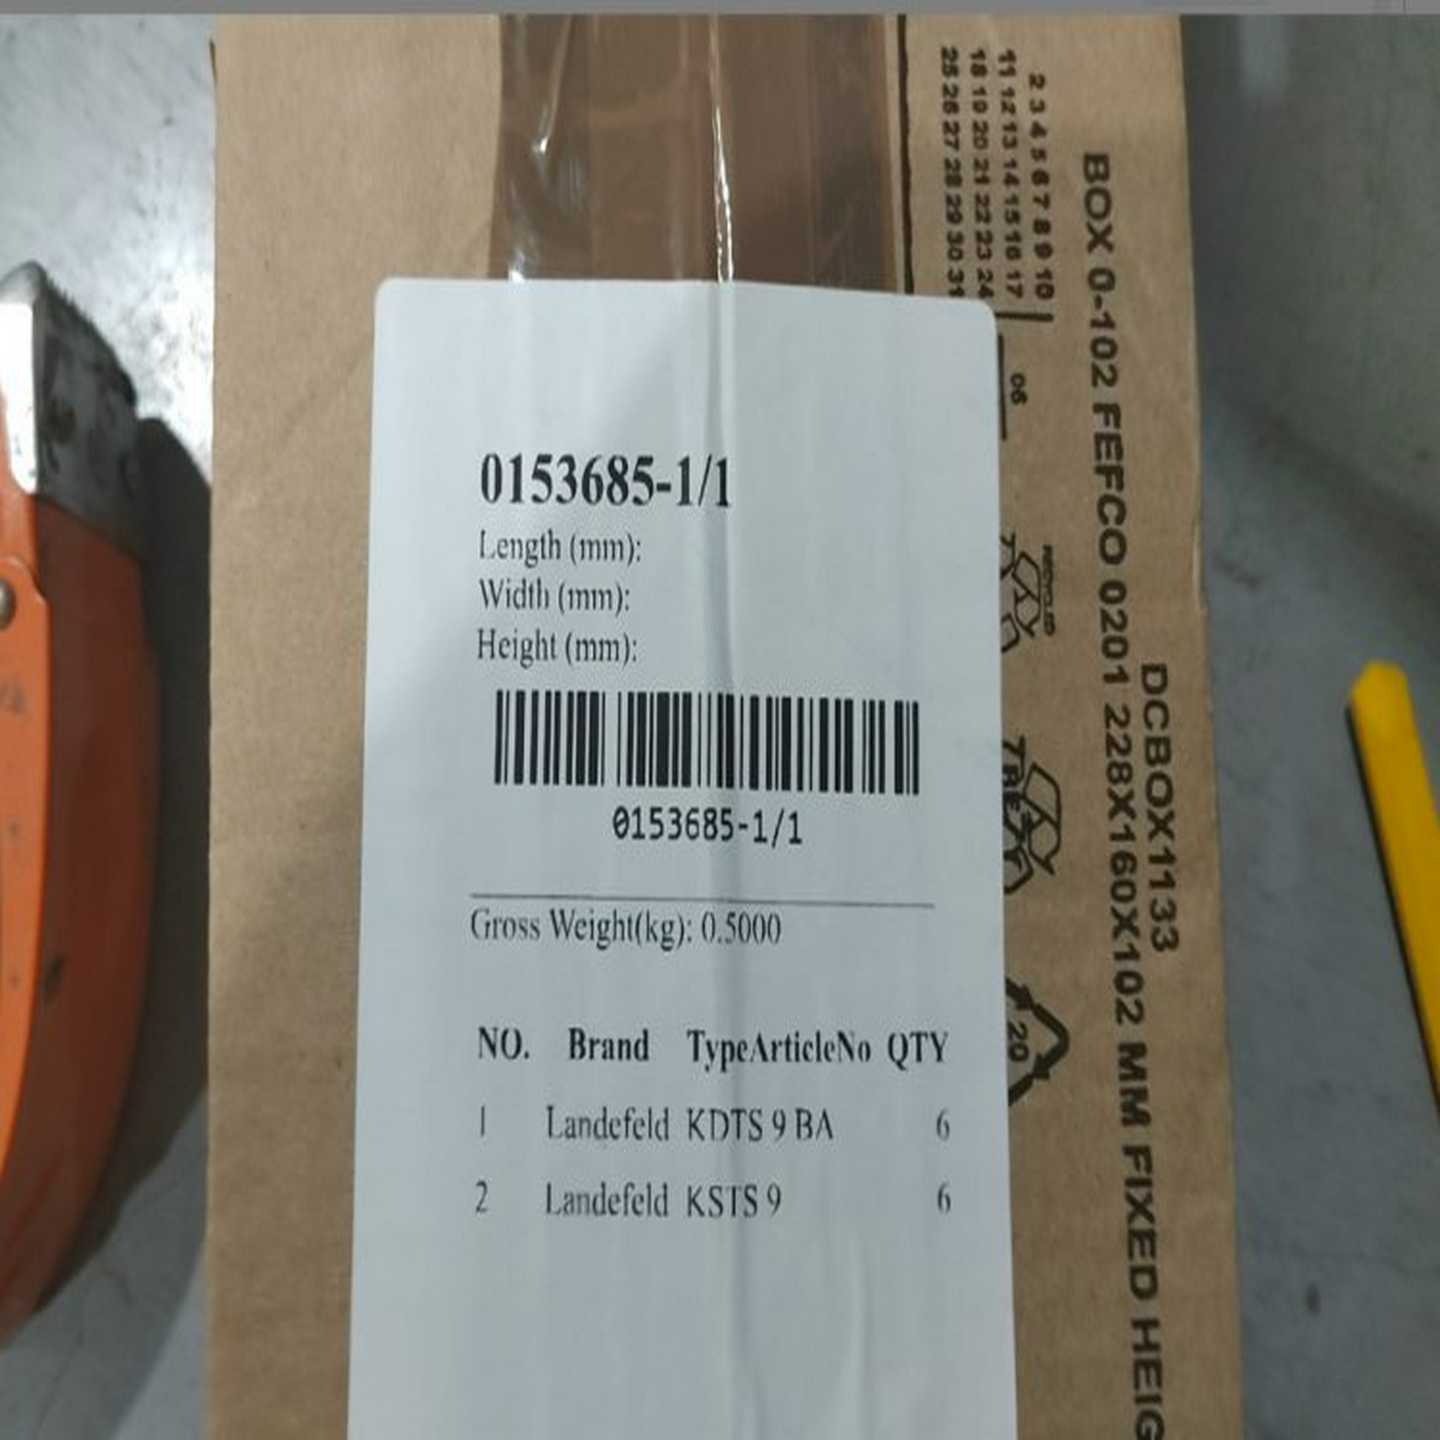 0153685-1/1
Length (mm):
Width (mm):
Height (mm):
0153685-1/1
Gross Weight(kg): 0.5000
NO. Brand TypeArticleNo QTY
1 Landefeld KDTS 9 BA 6
2 Landefeld KSTS 9 6
2 3 4 5 6 7 8 9 10
11 12 13 14 15 16 17
18 19 20 21 22 23 24
25 26 27 28 29 30 31
06
RECYCLED
20
DCBOX1133
BOX 0-102 FEFCO 0201 228X160X102 MM FIXED HEIG